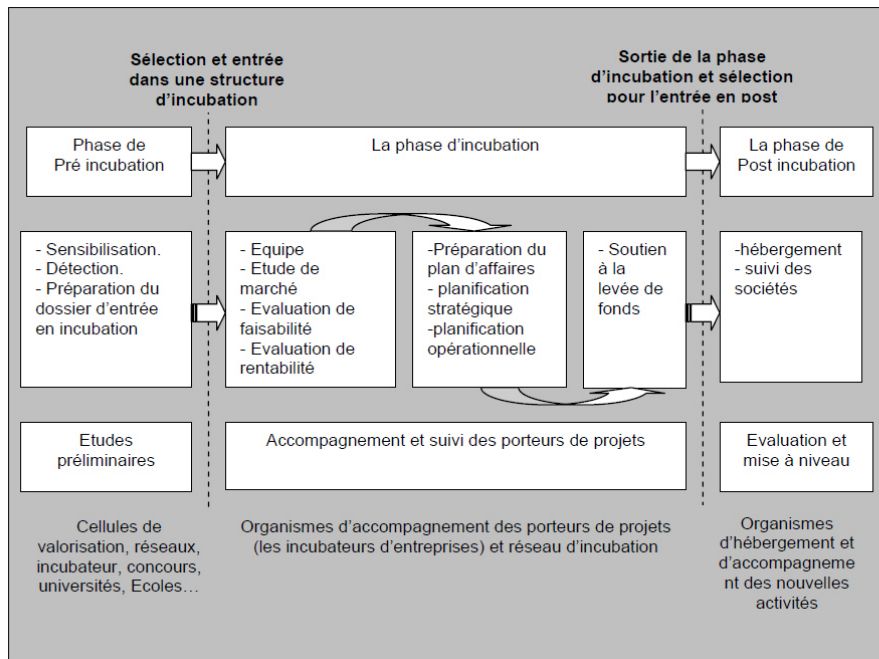 Sélection et entrée
dans une structure
d'incubation
Sortie de la phase
d'incubation et sélection
pour l'entrée en post
Phase de
Pré incubation
La phase d'incubation
La phase de
Post incubation
- Sensibilisation.
- Détection.
- Préparation du
dossier d'entrée
en incubation
- Equipe
- Etude de
marché
- Evaluation de
faisabilité
- Evaluation de
rentabilité
-Préparation du
plan d'affaires
- planification
stratégique
-planification
opérationnelle
- Soutien
à la
levée de
fonds
-hébergement
- suivi des
sociétés
Etudes
préliminaires
Accompagnement et suivi des porteurs de projets
Evaluation et
mise à niveau
Cellules de
valorisation, réseaux,
incubateur, concours,
universités, Ecoles…
Organismes d'accompagnement des porteurs de projets
(les incubateurs d'entreprises) et réseau d'incubation
Organismes
d'hébergement et
d'accompagneme
nt des nouvelles
activités